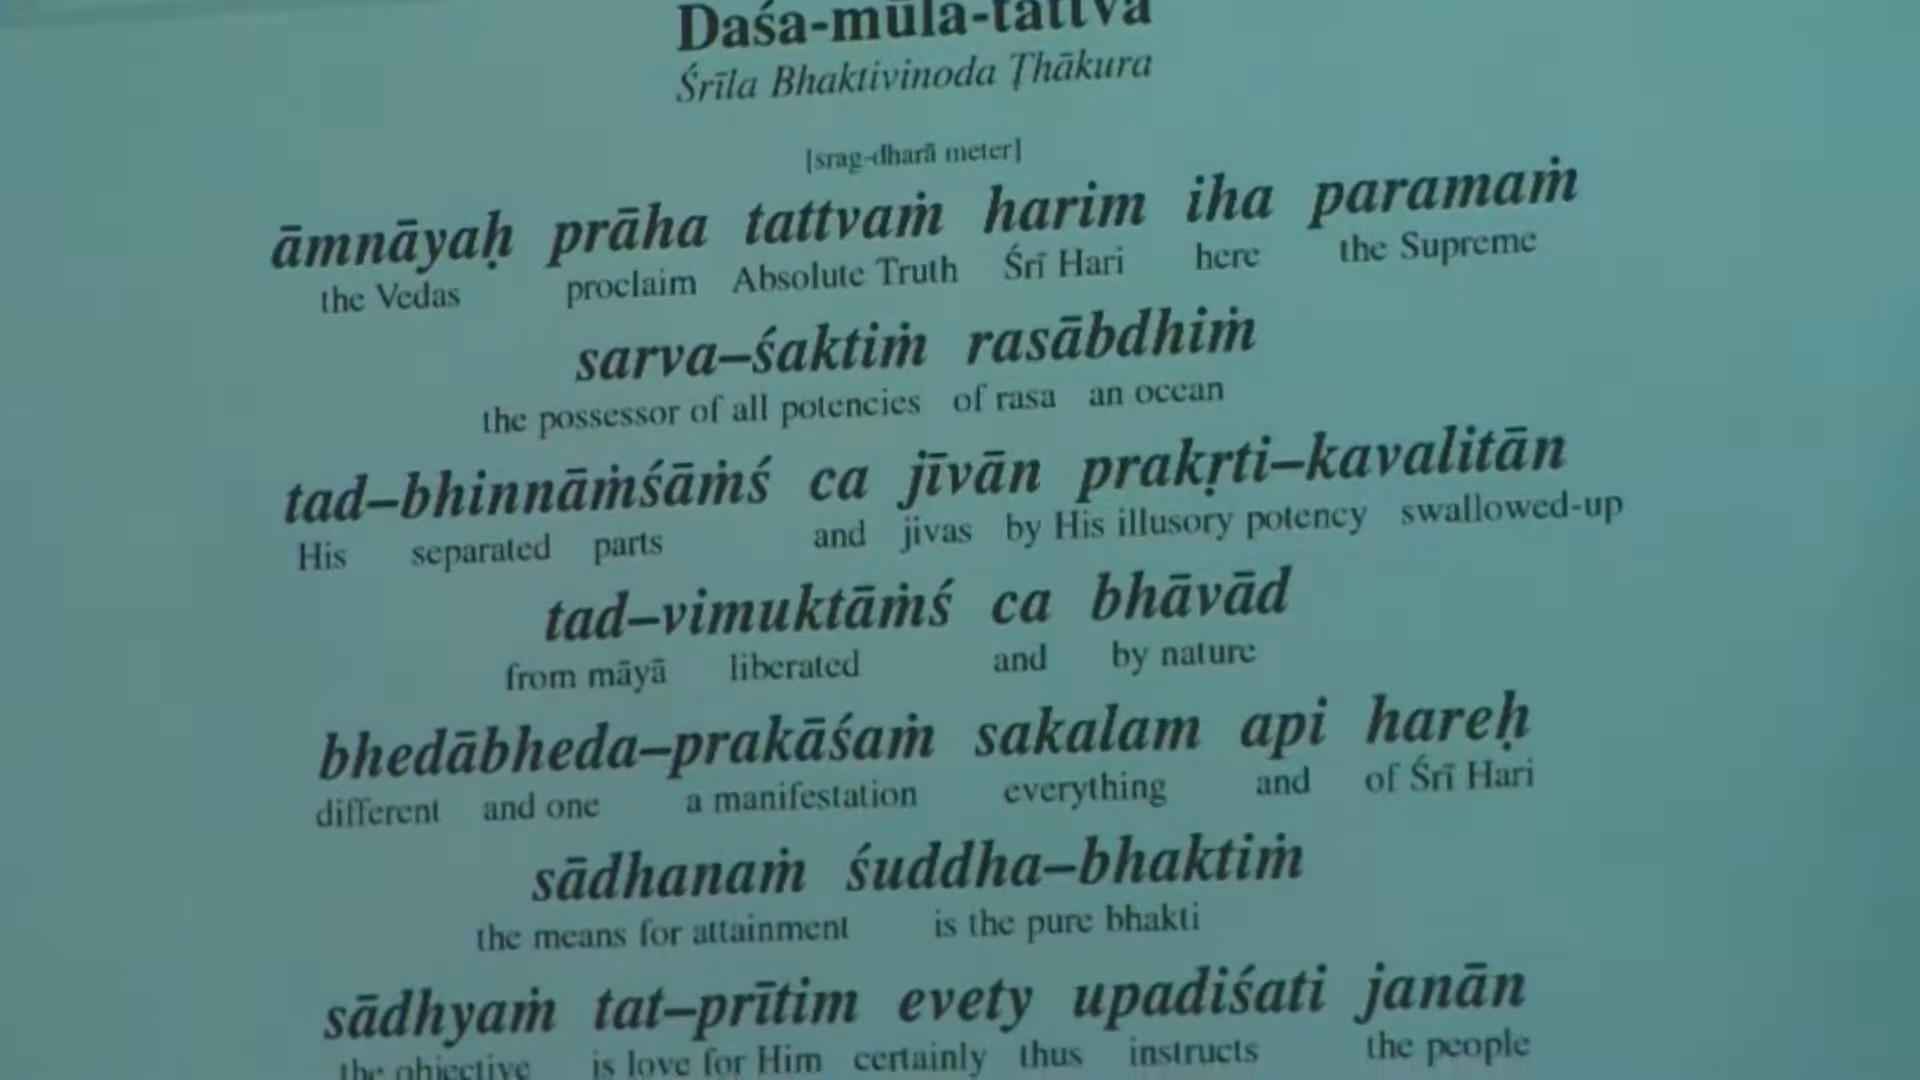 Daśa-mūla-tattva
Śrīla Bhaktivinoda Ṭhākura
[srag-dharā meter]
āmnāyaḥ prāha tattvaṁ harim iha paramaṁ
the Vedas proclaim Absolute Truth Śrī Hari here the Supreme
sarva–śaktiṁ rasābdhiṁ
the possessor of all potencies of rasa an ocean
tad–bhinnāṁśāṁś ca jīvān prakṛti–kavalitān
His separated parts and jivas by His illusory potency swallowed-up
tad–vimuktāṁś ca bhāvād
from māyā liberated and by nature
bhedābheda–prakāśaṁ sakalam api hareḥ
different and one a manifestation everything and of Śrī Hari
sādhanaṁ śuddha–bhaktiṁ
the means for attainment is the pure bhakti
sādhyaṁ tat–prītim evety upadiśati janān
the objective is love for Him certainly thus instructs the people